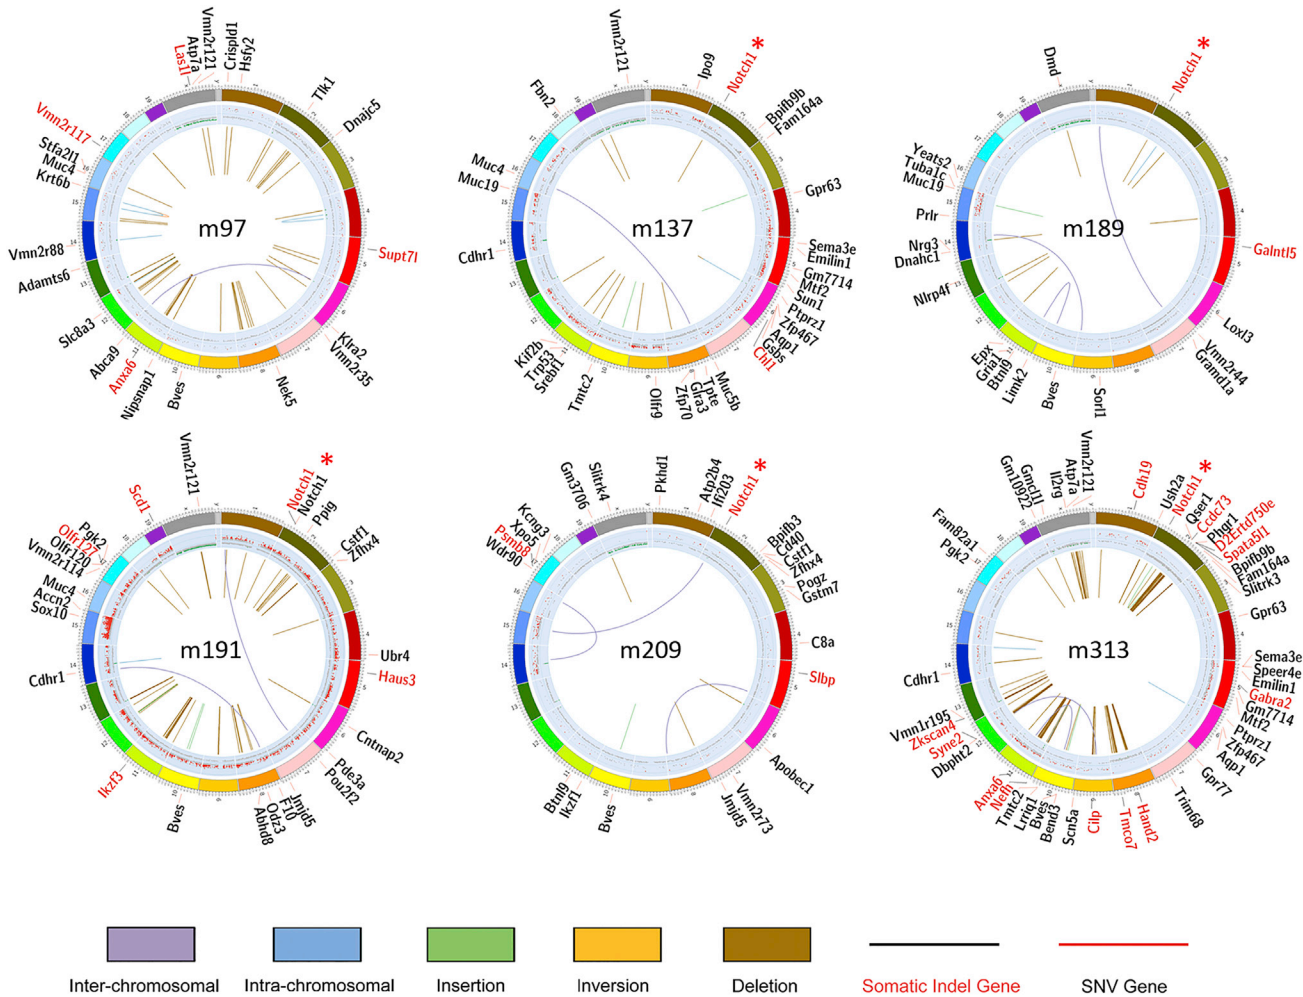 Las1l
Atp7a
Vmn2r121
Crispld1
Hsfy2
Tlk1
Dnajc5
Supt7l
Klra2
Vmn2r35
Nek5
Bves
Nipsnap1
Anxa6
Abca9
Slc8a3
Adamts6
Vmn2r88
Krt6b
Muc4
Stfa2l1
Vmn2r117
m97
Fbn2
Vmn2r121
Ipo9
Notch1 *
Bpifb9b
Fam164a
Gpr63
Sema3e
Emilin1
Gm7714
Mtf2
Sun1
Ptprz1
Zfp467
Aqp1
Gsbs
Chl1
Muc5b
Tpte
Glra3
Zfp70
Olfr9
Tmtc2
Srebf1
Trp53
Kif2b
Cdhr1
Muc19
Muc4
m137
Dmd
Notch1 *
Galntl5
Loxl3
Vmn2r44
Gramd1a
Sorl1
Bves
Limk2
Btnl9
Gria1
Epx
Nlrp4f
Dnahc1
Nrg3
Prlr
Muc19
Tuba1c
Yeats2
m189
Scd1
Vmn2r121
Notch1 *
Notch1
Ppig
Cstf1
Zfhx4
Ubr4
Haus3
Cntnap2
Pde3a
Pou2f2
Jmjd5
F10
Odz3
Abhd8
Bves
Ikzf3
Cdhr1
Sox10
Accn2
Muc4
Vmn2r114
Olfr120
Olfr127
Pgk2
m191
Gm3706
Slitrk4
Pkhd1
Atp2b4
Ifi203
Notch1 *
Bpifb3
Cd40
Cstf1
Zfhx4
Pogz
Gstm7
C8a
Slbp
Apobec1
Vmn2r73
Jmjd5
Bves
Ikzf1
Btnl9
Wdr90
Psmb8
Xpo5
Kcng3
m209
Gm10922
Gmcl1l
Il2rg
Atp7a
Vmn2r121
Cdh19
Ush2a
Notch1 *
Qser1
Ccdc73
Phgr1
D2Ertd750e
Spata5l1
Bpifb9b
Fam164a
Slitrk3
Gpr63
Sema3e
Speer4e
Emilin1
Gabra2
Gm7714
Mtf2
Ptprz1
Zfp467
Aqp1
Gpr77
Trim68
Hand2
Tmco7
Cilp
Scn5a
Bend3
Bves
Lrriq1
Tmtc2
Nefh
Anxa6
Dbpht2
Syne2
Zkscan4
Vmn1r195
Cdhr1
Pgk2
Fam82a1
m313
Inter-chromosomal
Intra-chromosomal
Insertion
Inversion
Deletion
Somatic Indel Gene
SNV Gene